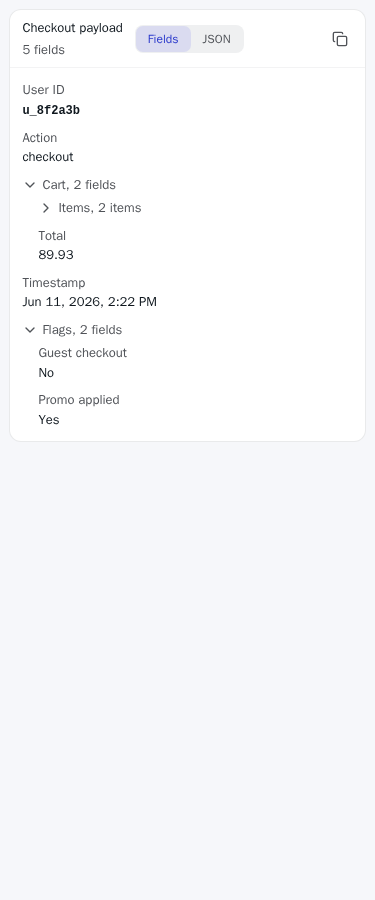 Checkout payload
5 fields
Fields
JSON
User ID
u_8f2a3b
Action
checkout
Cart, 2 fields
Items, 2 items
Total
89.93
Timestamp
Jun 11, 2026, 2:22 PM
Flags, 2 fields
Guest checkout
No
Promo applied
Yes